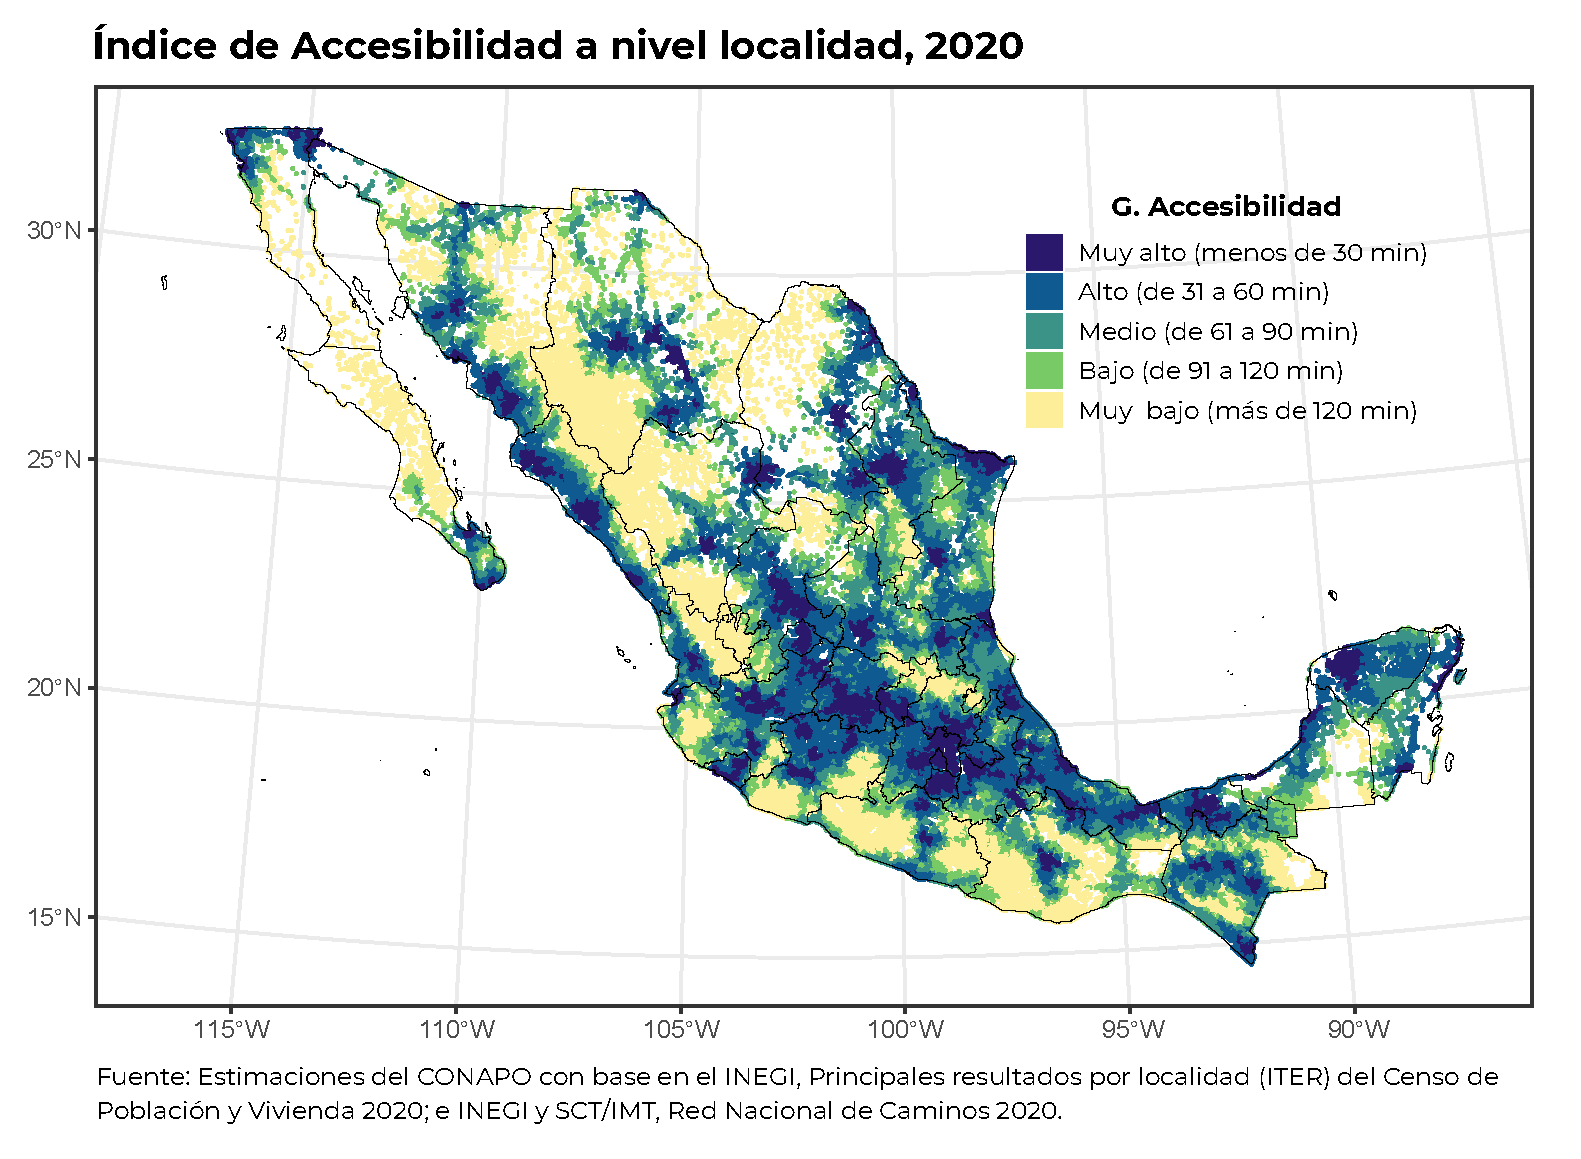 Índice de Accesibilidad a nivel localidad, 2020
G. Accesibilidad
Muy alto (menos de 30 min)
Alto (de 31 a 60 min)
Medio (de 61 a 90 min)
Bajo (de 91 a 120 min)
Muy  bajo (más de 120 min)
30°N
25°N
20°N
15°N
115°W
110°W
105°W
100°W
95°W
90°W
Fuente: Estimaciones del CONAPO con base en el INEGI, Principales resultados por localidad (ITER) del Censo de
Población y Vivienda 2020; e INEGI y SCT/IMT, Red Nacional de Caminos 2020.